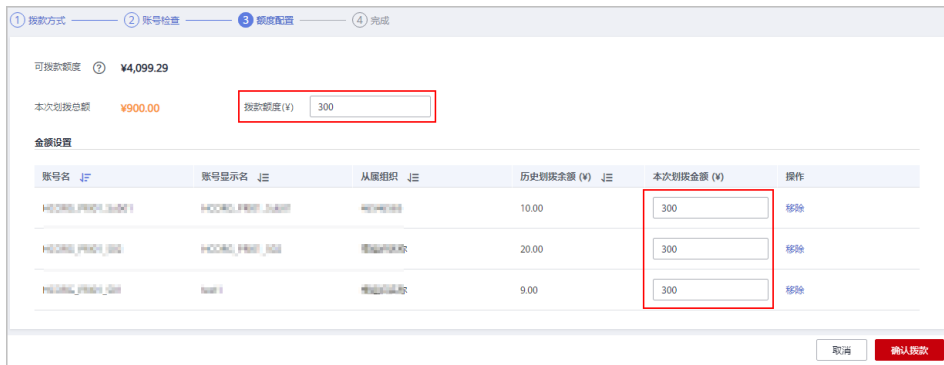 1 拨款方式 2 账号检查 3 额度配置 4 完成
可拨款额度 ? ¥4,099.29
本次划拨总额 ¥900.00 拨款额度(¥) 300
金额设置
账号名 账号显示名 从属组织 历史划拨余额 (¥) 本次划拨金额 (¥) 操作
10.00 300 移除
20.00 300 移除
9.00 300 移除
取消 确认拨款